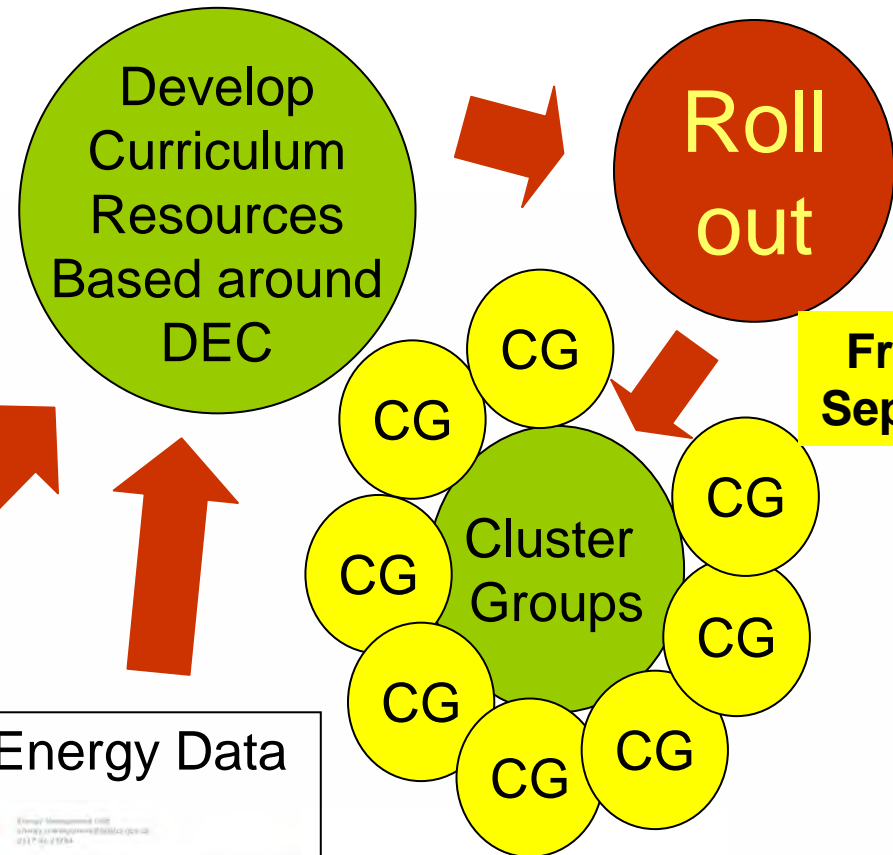 Develop
Curriculum
Resources
Based around
DEC
Roll
out
Fr
Sep
CG
CG
CG
CG
CG
CG
CG
CG
Cluster
Groups
Energy Data